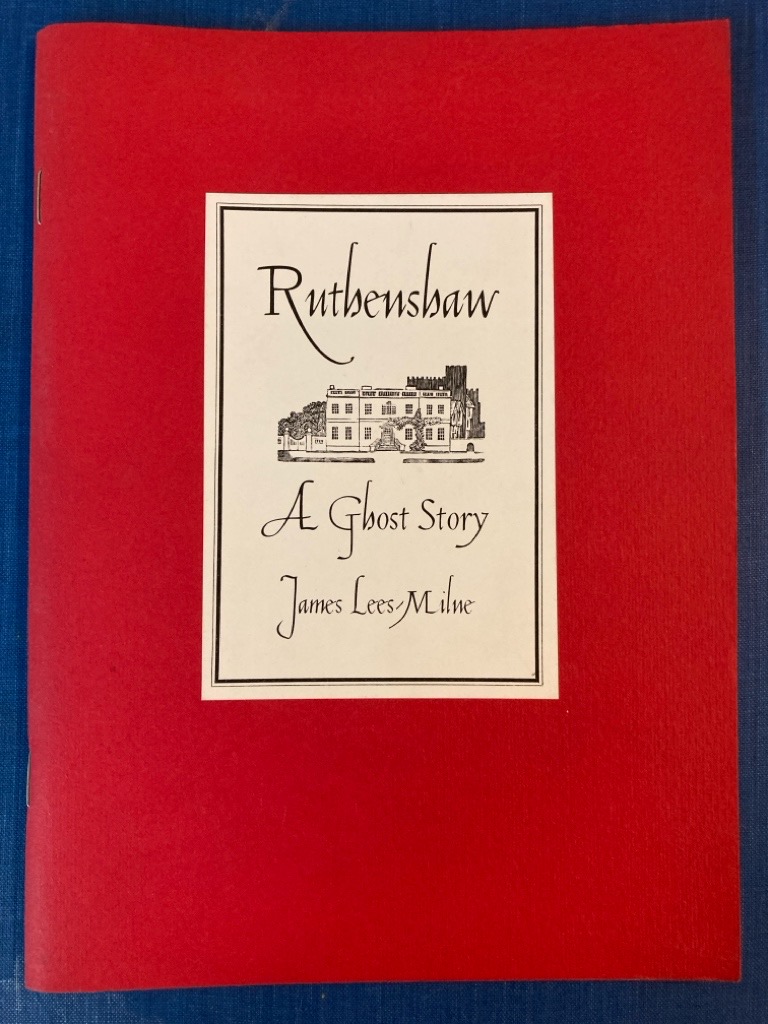 Ruthenshaw
A Ghost Story
James Lees-Milne